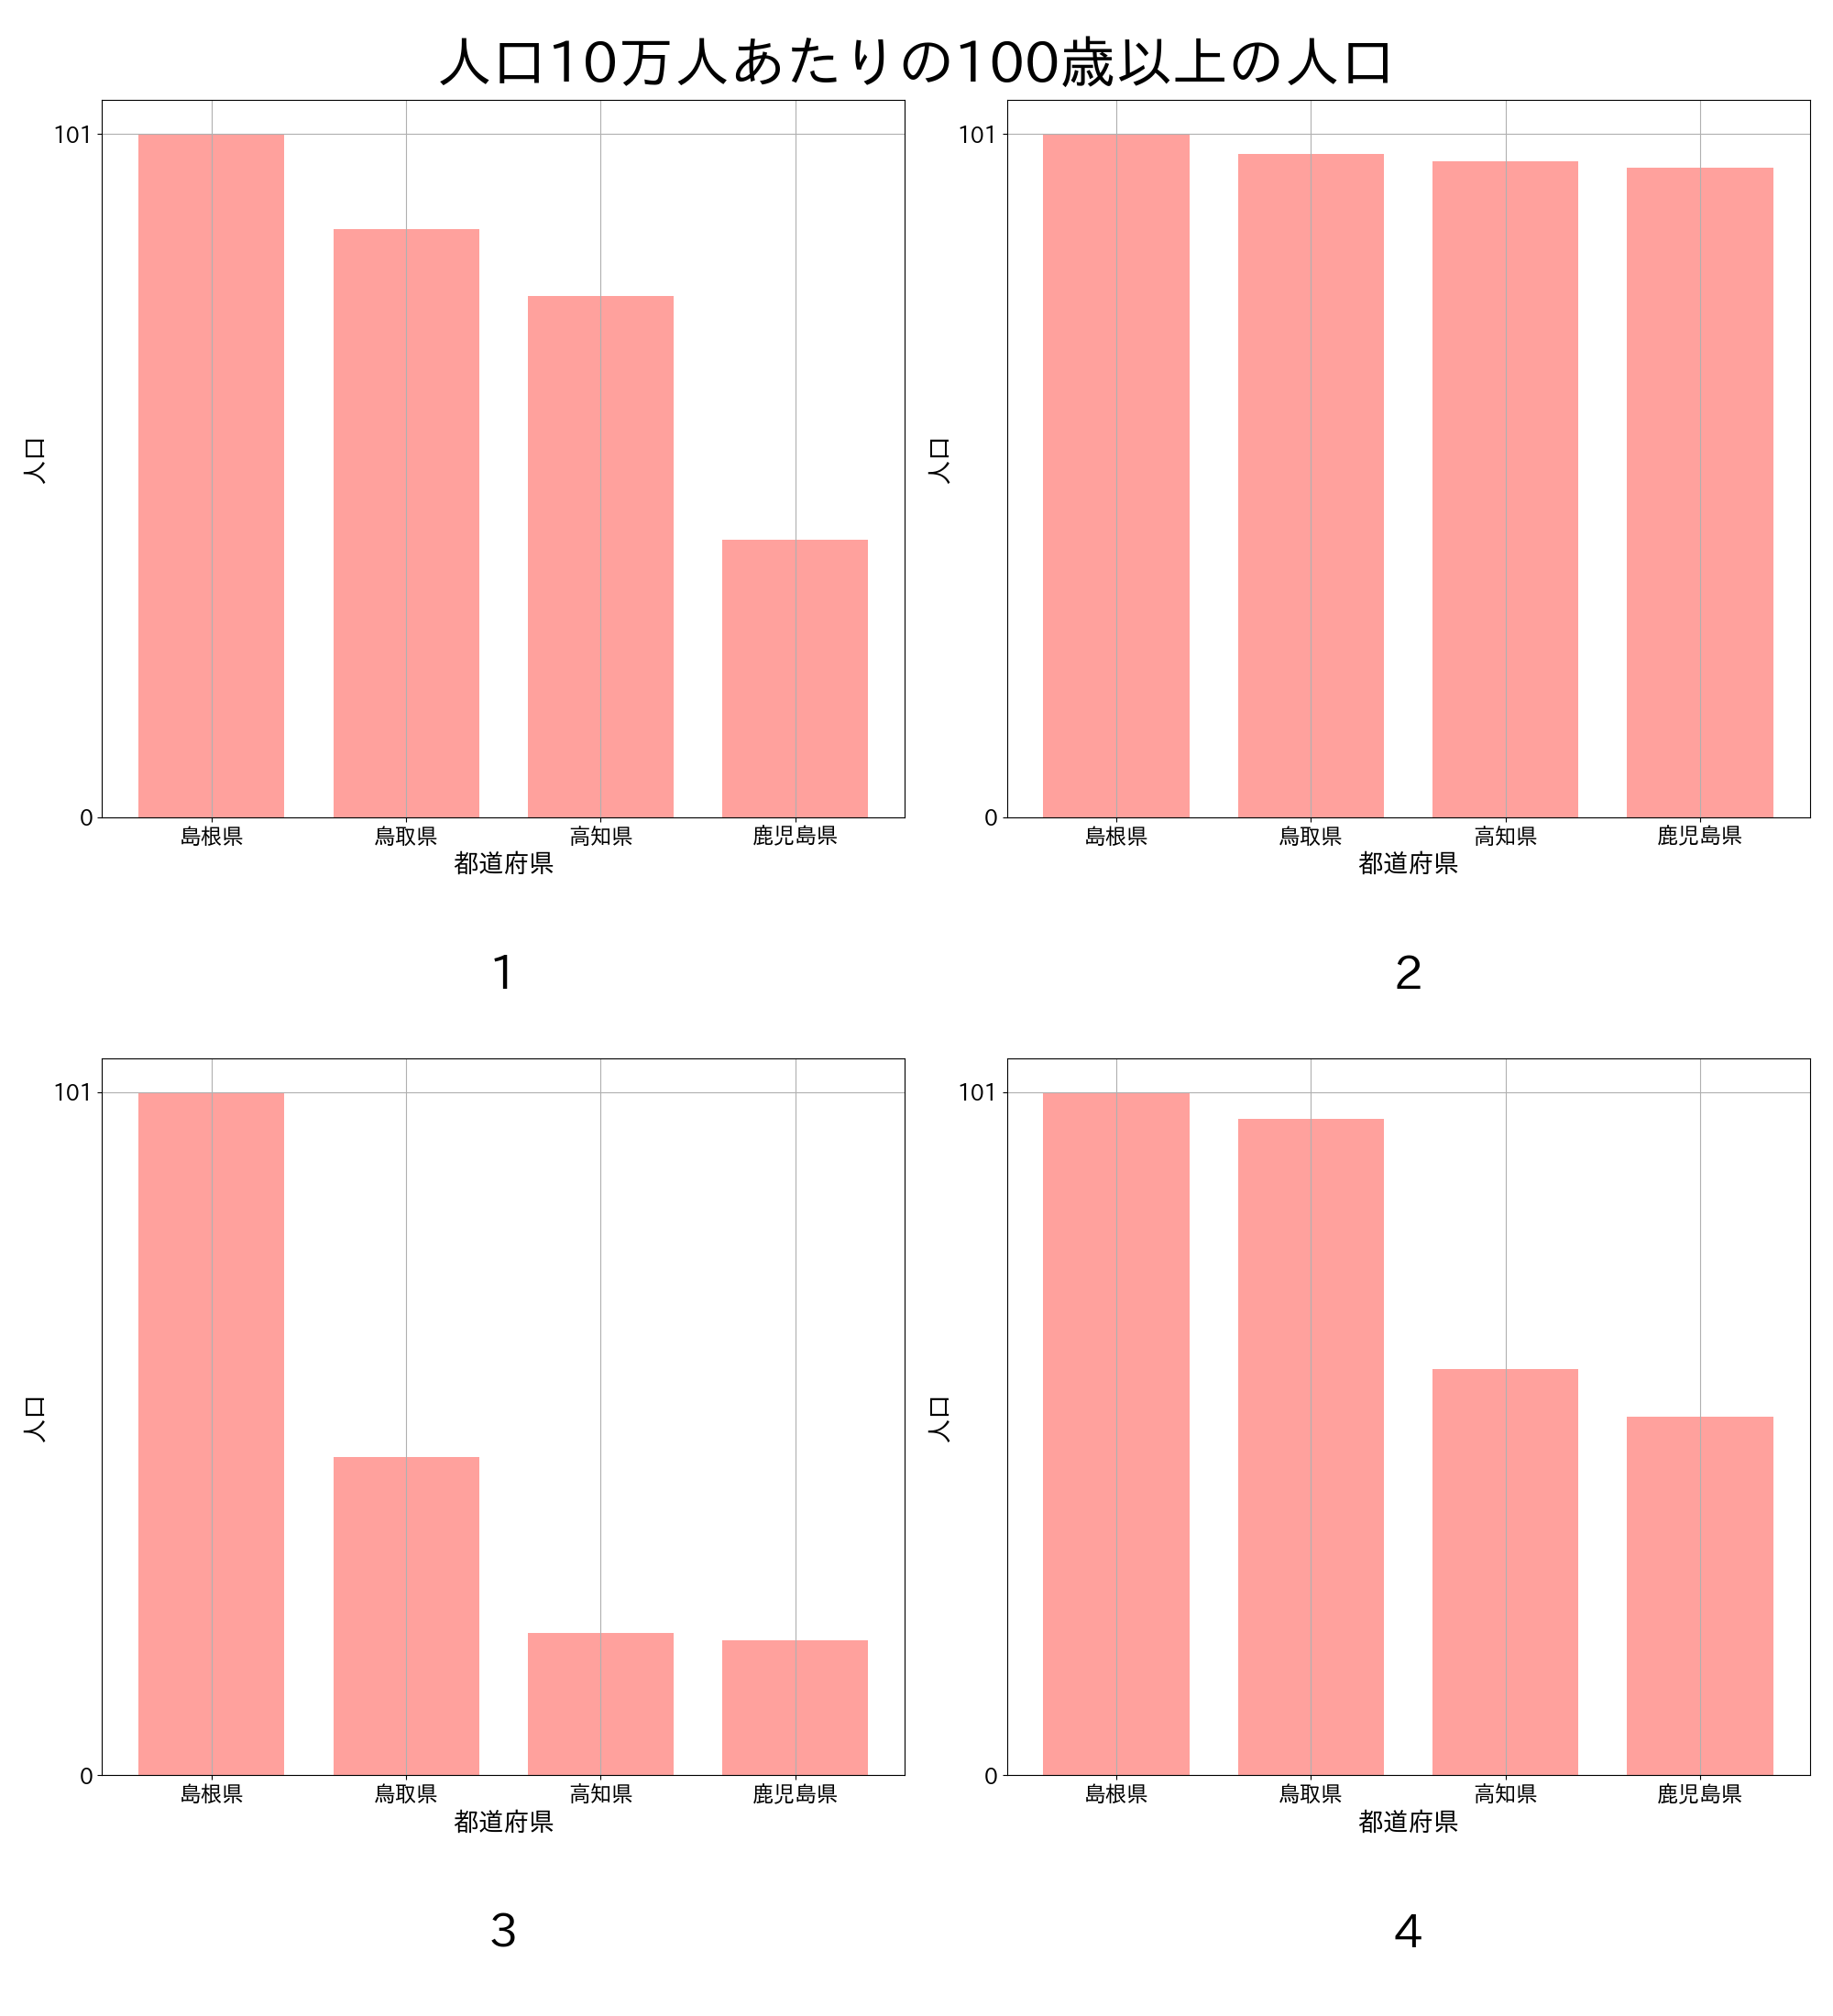 人口10万人あたりの100歳以上の人口
101
0
人口
島根県 鳥取県 高知県 鹿児島県
都道府県
1
101
0
人口
島根県 鳥取県 高知県 鹿児島県
都道府県
2
101
0
人口
島根県 鳥取県 高知県 鹿児島県
都道府県
3
101
0
人口
島根県 鳥取県 高知県 鹿児島県
都道府県
4